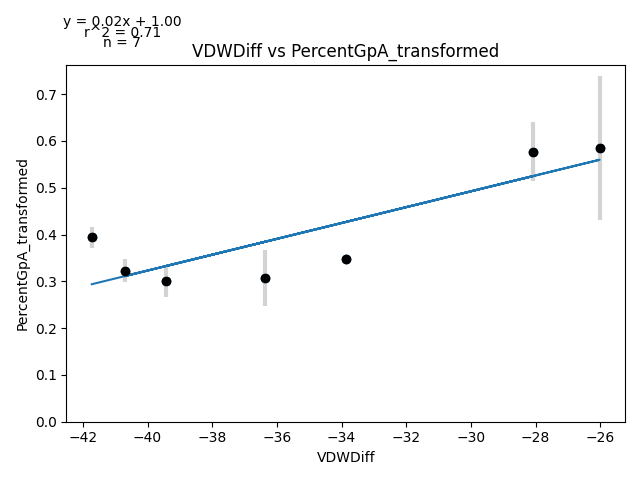 y = 0.02x + 1.00
r^2 = 0.71
n = 7
VDWDiff vs PercentGpA_transformed
0.7
0.6
0.5
0.4
0.3
0.2
0.1
0.0
PercentGpA_transformed
−42 −40 −38 −36 −34 −32 −30 −28 −26
VDWDiff